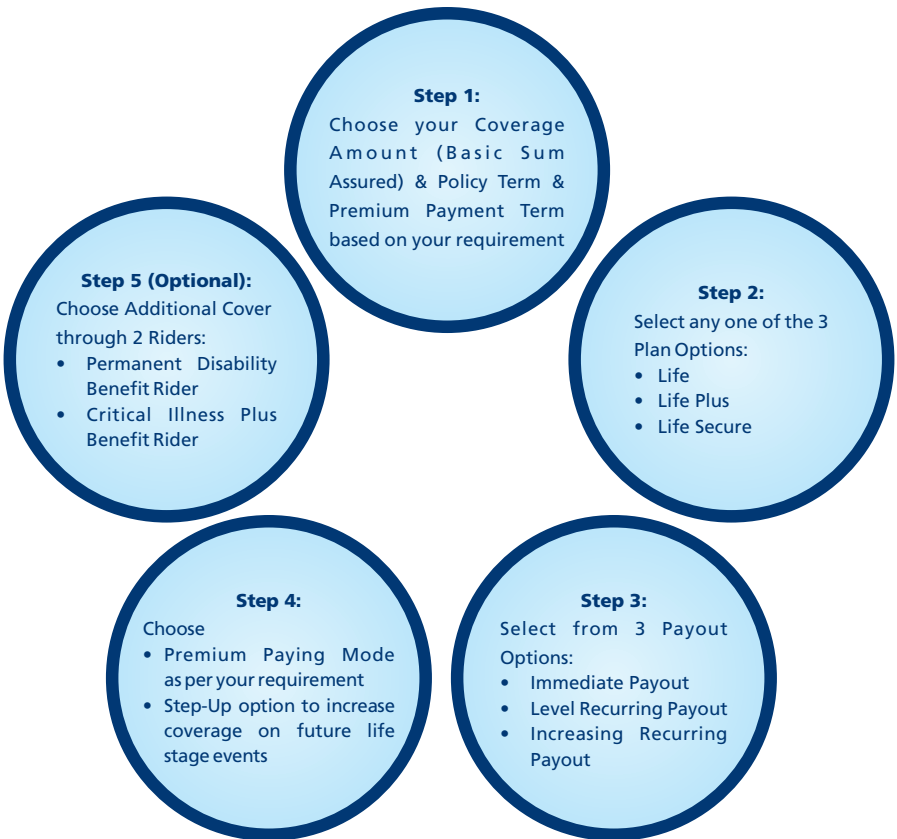 Step 1:
Choose your Coverage
Amount (Basic Sum
Assured) & Policy Term &
Premium Payment Term
based on your requirement
Step 2:
Select any one of the 3
Plan Options:
• Life
• Life Plus
• Life Secure
Step 3:
Select from 3 Payout
Options:
• Immediate Payout
• Level Recurring Payout
• Increasing Recurring
Payout
Step 4:
Choose
• Premium Paying Mode
as per your requirement
• Step-Up option to increase
coverage on future life
stage events
Step 5 (Optional):
Choose Additional Cover
through 2 Riders:
• Permanent Disability
Benefit Rider
• Critical Illness Plus
Benefit Rider